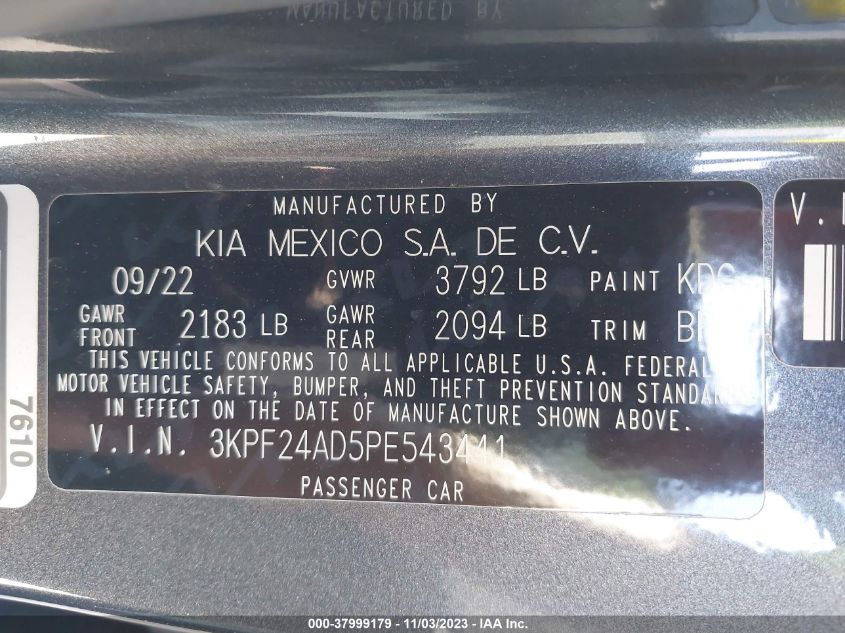 MANUFACTURED BY
MANUFACTURED BY
KIA MEXICO S.A. DE C.V.
09/22 GVWR 3792 LB PAINT
GAWR FRONT 2183 LB GAWR REAR 2094 LB TRIM
THIS VEHICLE CONFORMS TO ALL APPLICABLE U.S.A. FEDERAL
MOTOR VEHICLE SAFETY, BUMPER, AND THEFT PREVENTION STANDARDS
IN EFFECT ON THE DATE OF MANUFACTURE SHOWN ABOVE.
V.I.N. 3KPF24AD5PE543441
PASSENGER CAR
7610
000-37999179 - 11/03/2023 - IAA Inc.